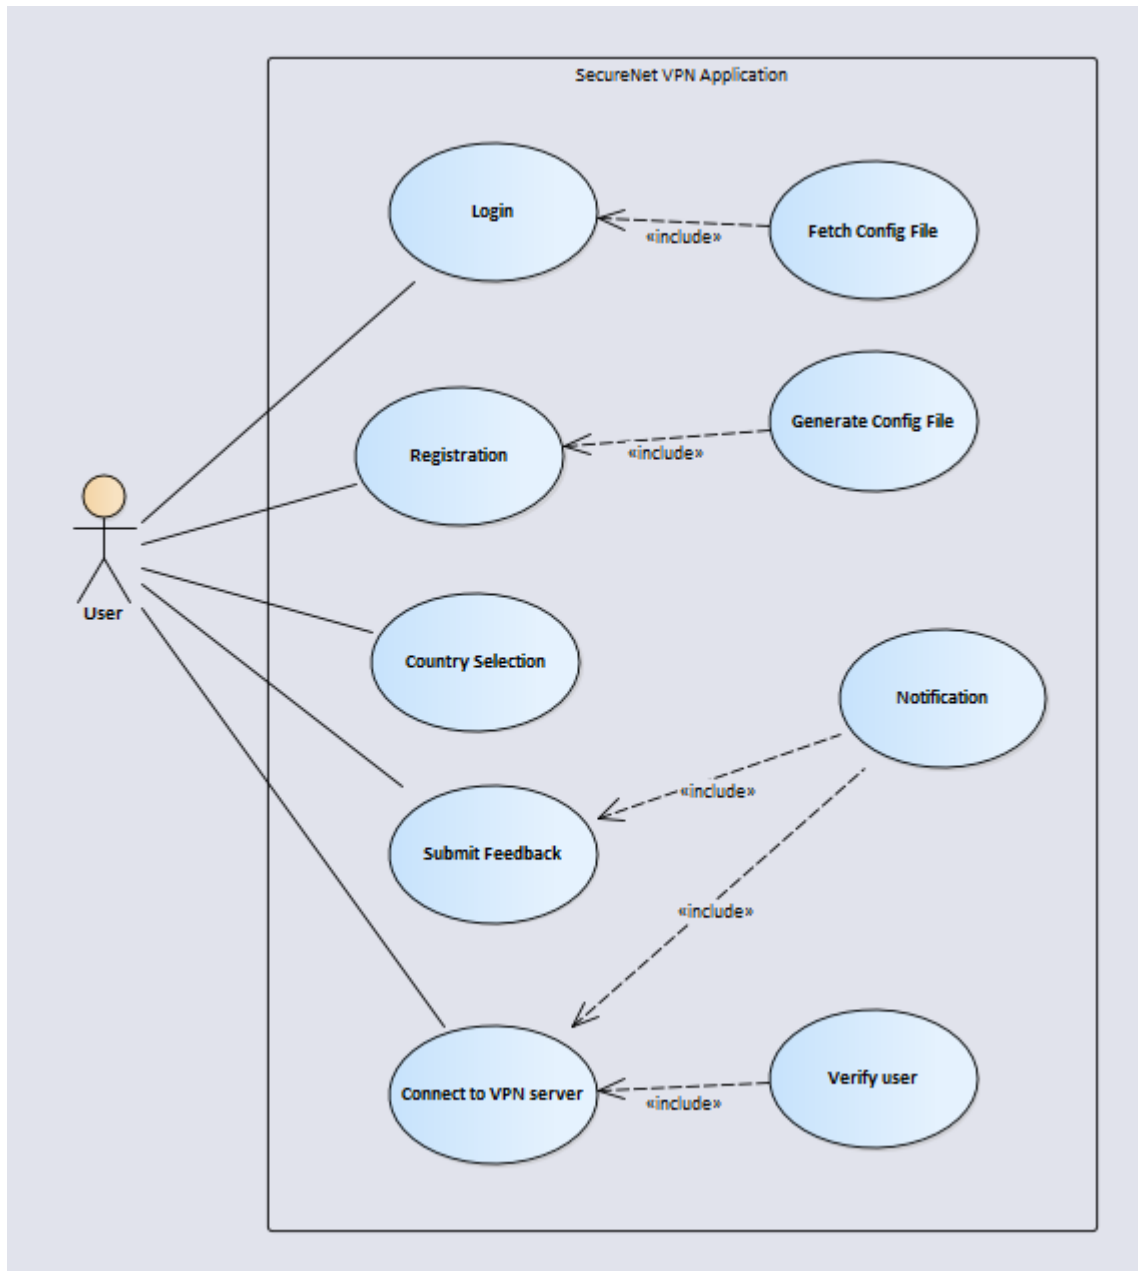 SecureNet VPN Application
Login
Fetch Config File
«include»
Generate Config File
Registration
«include»
User
Country Selection
Notification
«include»
Submit Feedback
«include»
Verify user
Connect to VPN server
«include»